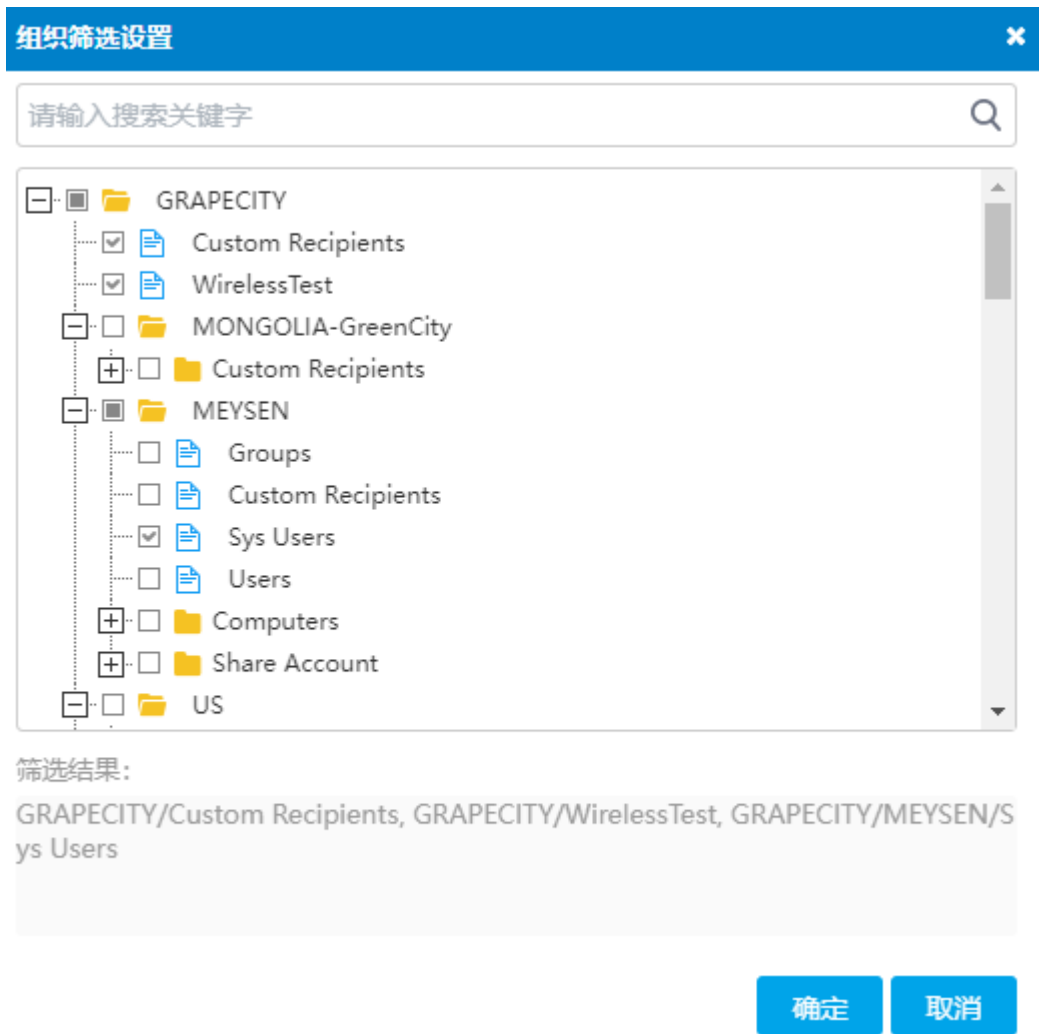 组织筛选设置
请输入搜索关键字
GRAPECITY
Custom Recipients
WirelessTest
MONGOLIA-GreenCity
Custom Recipients
MEYSEN
Groups
Custom Recipients
Sys Users
Users
Computers
Share Account
US
筛选结果:
GRAPECITY/Custom Recipients, GRAPECITY/WirelessTest, GRAPECITY/MEYSEN/S
ys Users
确定 取消